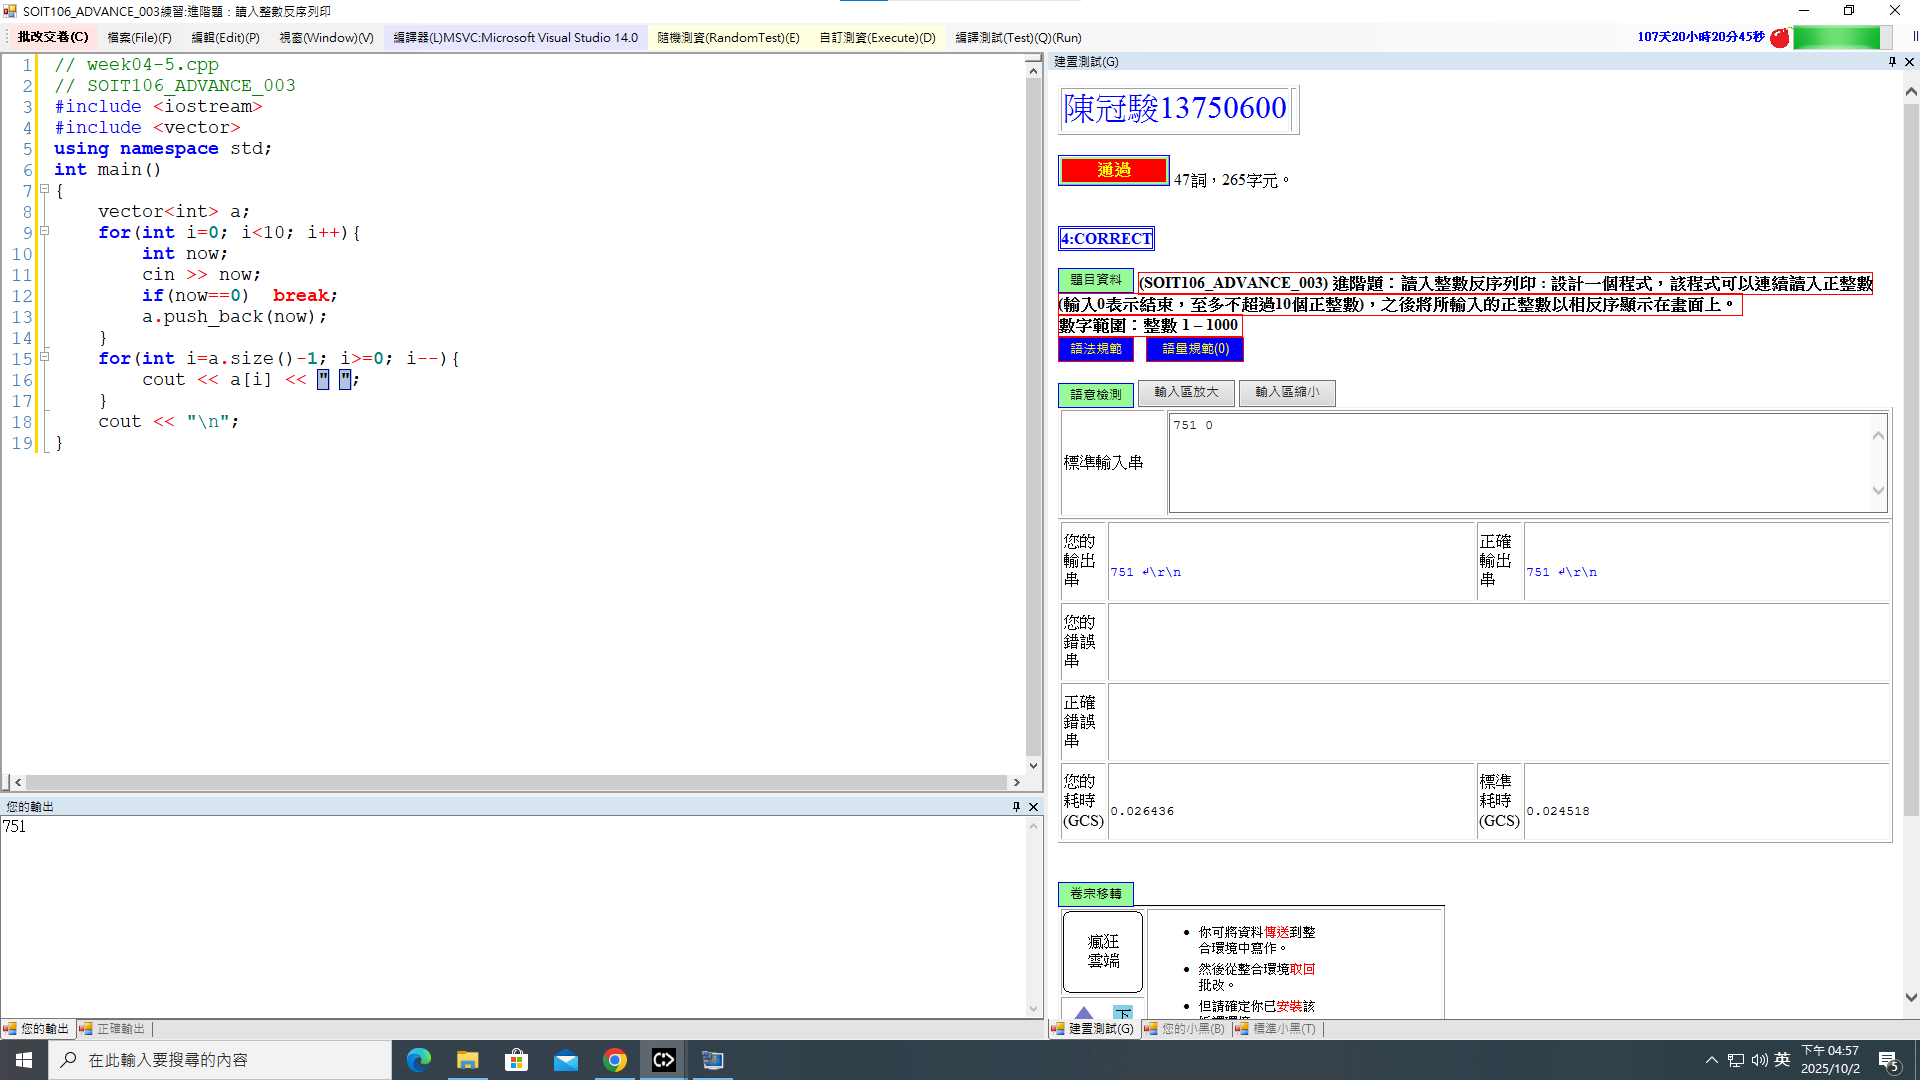 SOIT106_ADVANCE_003練習:進階題：讀入整數反序列印
批改交卷(C) 檔案(File)(F) 編輯(Edit)(P) 視窗(Window)(V) 編譯器(L)MSVC:Microsoft Visual Studio 14.0 隨機測資(RandomTest)(E) 自訂測資(Execute)(D) 編譯測試(Test)(Q)(Run) 107天20小時20分45秒
1 // week04-5.cpp
2 // SOIT106_ADVANCE_003
3 #include <iostream>
4 #include <vector>
5 using namespace std;
6 int main()
7 {
8     vector<int> a;
9     for(int i=0; i<10; i++){
10         int now;
11         cin >> now;
12         if(now==0)  break;
13         a.push_back(now);
14     }
15     for(int i=a.size()-1; i>=0; i--){
16         cout << a[i] << " ";
17     }
18     cout << "\n";
19 }
您的輸出
751
您的輸出 正確輸出
建置測試(G)
陳冠駿13750600
通過 47詞，265字元。
4:CORRECT
題目資料 (SOIT106_ADVANCE_003) 進階題：讀入整數反序列印：設計一個程式，該程式可以連續讀入正整數
(輸入0表示結束，至多不超過10個正整數)，之後將所輸入的正整數以相反序顯示在畫面上。
數字範圍：整數 1 – 1000
語法規範 語量規範(0)
語意檢測 輸入區放大 輸入區縮小
標準輸入串 751 0
您的輸出串 751 ↲\r\n 正確輸出串 751 ↲\r\n
您的錯誤串
正確錯誤串
您的耗時(GCS) 0.026436 標準耗時(GCS) 0.024518
卷宗移轉
瘋狂雲端
• 你可將資料傳送到整
合環境中寫作。
• 然後從整合環境取回
批改。
• 但請確定你已安裝該
下
建置測試(G) 您的小黑(B) 標準小黑(T)
在此輸入要搜尋的內容
英
下午 04:57
2025/10/2
5